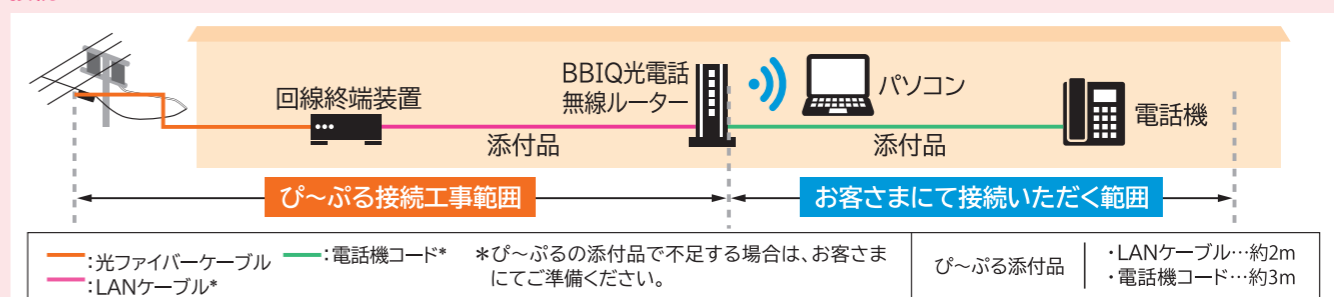 BBIQ光電話
無線ルーター
パソコン
回線終端装置
電話機
添付品
添付品
ぴ～ぷる接続工事範囲
お客さまにて接続いただく範囲
:光ファイバーケーブル
:電話機コード*
:LANケーブル*
*ぴ～ぷるの添付品で不足する場合は、お客さま
にてご準備ください。
ぴ～ぷる添付品
・LANケーブル…約2m
・電話機コード…約3m